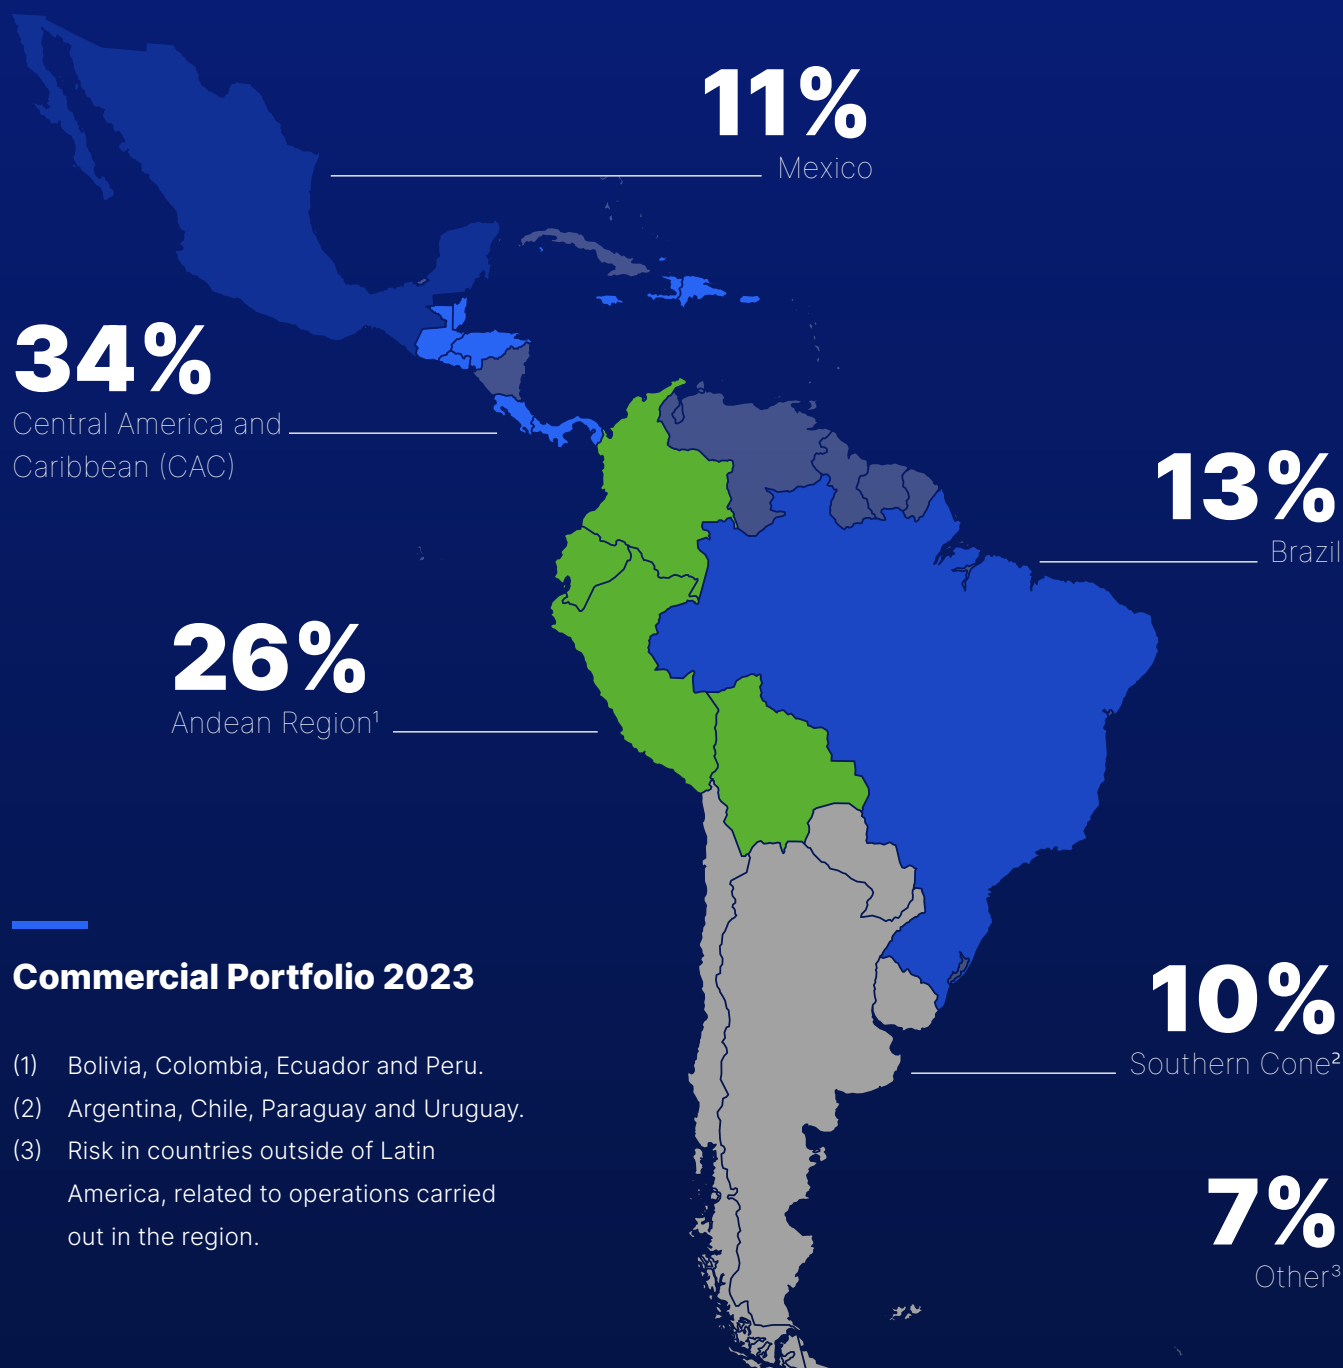 11%
Mexico
34%
Central America and
Caribbean (CAC)
13%
Brazil
26%
Andean Region¹
Commercial Portfolio 2023
(1) Bolivia, Colombia, Ecuador and Peru.
(2) Argentina, Chile, Paraguay and Uruguay.
(3) Risk in countries outside of Latin
America, related to operations carried
out in the region.
10%
Southern Cone²
7%
Other³